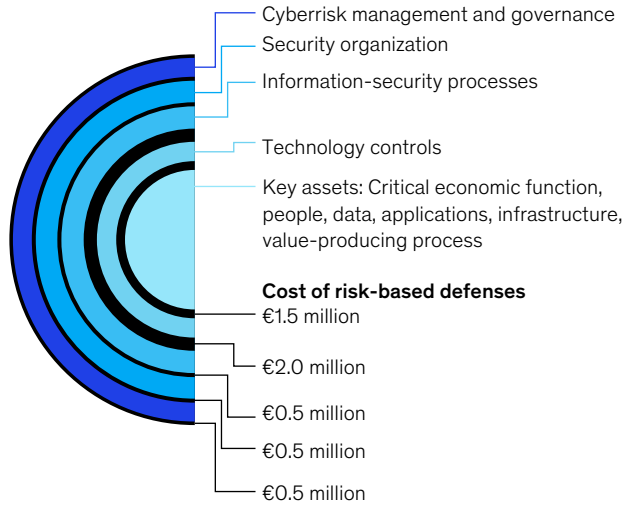 Cyberrisk management and governance
Security organization
Information-security processes
Technology controls
Key assets: Critical economic function,
people, data, applications, infrastructure,
value-producing process
Cost of risk-based defenses
€1.5 million
€2.0 million
€0.5 million
€0.5 million
€0.5 million